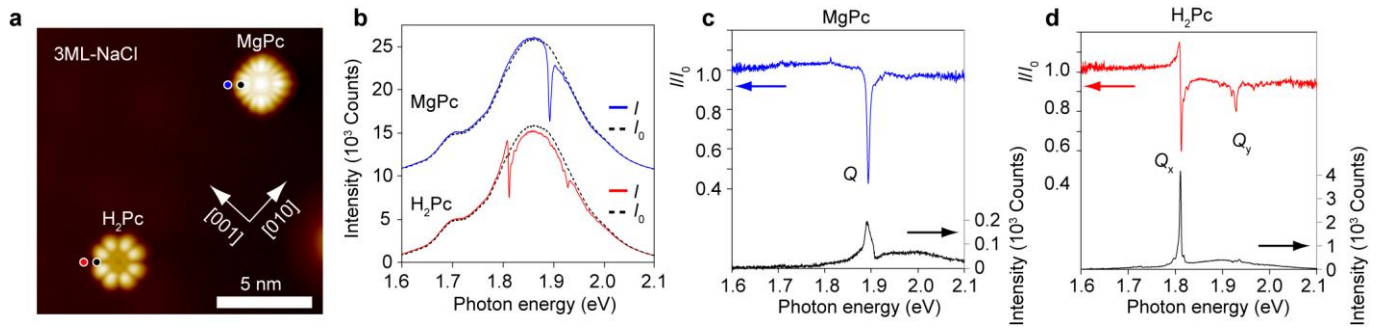 a
3ML-NaCl
MgPc
H₂Pc
[001]
[010]
5 nm
b
Intensity (10³ Counts)
25
20
15
10
5
0
MgPc
I
I₀
H₂Pc
I
I₀
1.6 1.7 1.8 1.9 2.0 2.1
Photon energy (eV)
c
MgPc
I/I₀
1.0
0.8
0.6
0.4
Q
0.2
0.1
0
Intensity (10³ Counts)
1.6 1.7 1.8 1.9 2.0 2.1
Photon energy (eV)
d
H₂Pc
I/I₀
1.0
0.8
0.6
0.4
Qₓ
Qᵧ
4
3
2
1
0
Intensity (10³ Counts)
1.6 1.7 1.8 1.9 2.0 2.1
Photon energy (eV)